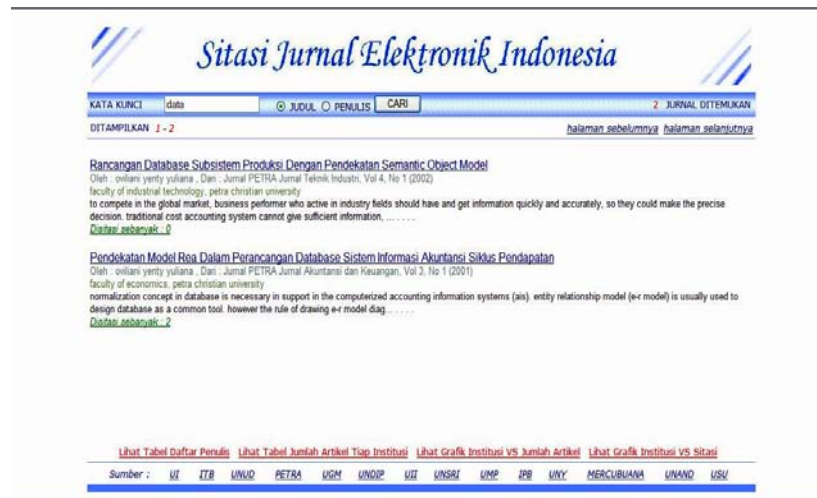 Sitasi Jurnal Elektronik Indonesia
KATA KUNCI data JUDUL PENULIS CARI 2 JURNAL DITEMUKAN
DITAMPILKAN 1 - 2 halaman sebelumnya halaman selanjutnya
Rancangan Database Subsistem Produksi Dengan Pendekatan Semantic Object Model
Oleh : oviliani yenty yuliana , Dari : Jurnal PETRA Jurnal Teknik Industri, Vol 4, No 1 (2002)
faculty of industrial technology, petra christian university
to compete in the global market, business performer who active in industry fields should have and get information quickly and accurately, so they could make the precise
decision. traditional cost accounting system cannot give sufficient information, ... . . . .
Disitasi sebanyak : 0
Pendekatan Model Rea Dalam Perancangan Database Sistem Informasi Akuntansi Siklus Pendapatan
Oleh : oviliani yenty yuliana , Dari : Jurnal PETRA Jurnal Akuntansi dan Keuangan, Vol 3, No 1 (2001)
faculty of economics, petra christian university
normalization concept in database is necessary in support in the computerized accounting information systems (ais). entity relationship model (e-r model) is usually used to
design database as a common tool. however the rule of drawing e-r model diag... . . . .
Disitasi sebanyak : 2
Lihat Tabel Daftar Penulis Lihat Tabel Jumlah Artikel Tiap Institusi Lihat Grafik Institusi VS Jumlah Artikel Lihat Grafik Institusi VS Sitasi
Sumber : UI ITB UNUD PETRA UGM UNDIP UII UNSRI UMP IPB UNY MERCUBUANA UNAND USU